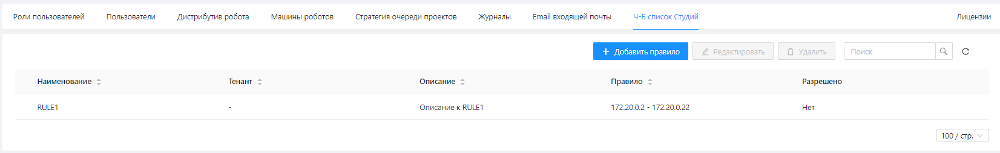 Роли пользователей Пользователи Дистрибутив робота Машины роботов Стратегия очереди проектов Журналы Email входящей почты Ч-Б список Студий Лицензии
Добавить правило Редактировать Удалить Поиск
Наименование Тенант Описание Правило Разрешено
RULE1 - Описание к RULE1 172.20.0.2 - 172.20.0.22 Нет
100 / стр.